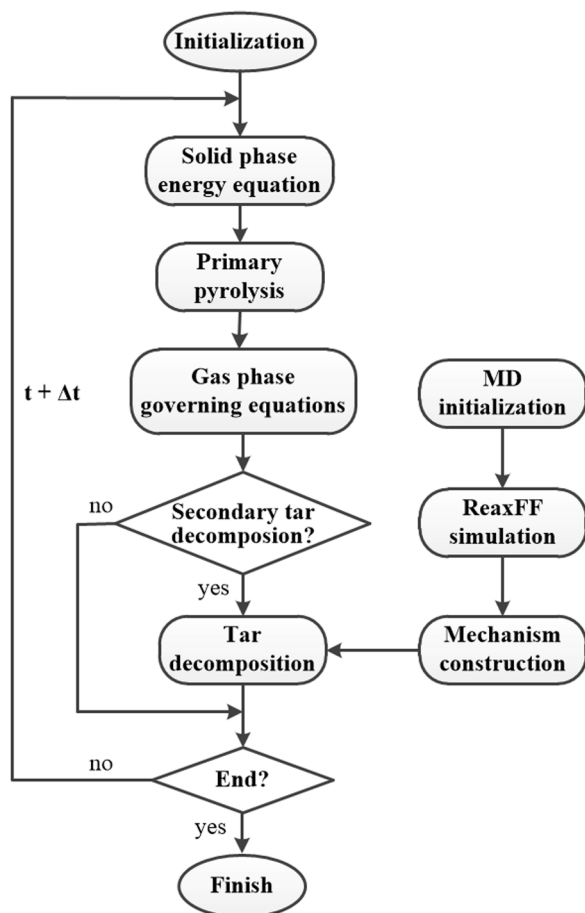 Initialization
Solid phase
energy equation
Primary
pyrolysis
Gas phase
governing equations
t + Δt
MD
initialization
no
Secondary tar
decomposion?
ReaxFF
simulation
yes
Tar
decomposition
Mechanism
construction
no
End?
yes
Finish